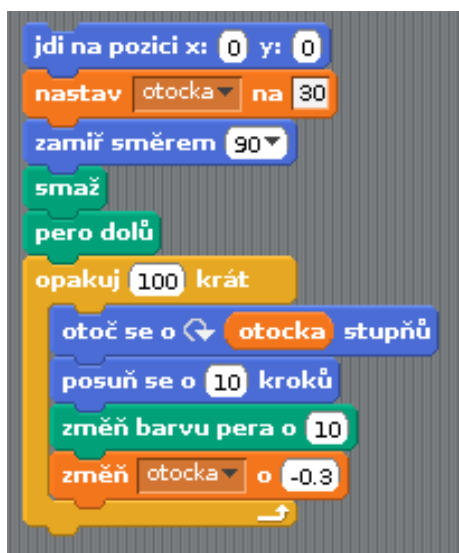 jdi na pozici x: 0 y: 0
nastav otocka na 30
zamiř směrem 90
smaž
pero dolů
opakuj 100 krát
otoč se o otocka stupňů
posuň se o 10 kroků
změň barvu pera o 10
změň otocka o -0.3